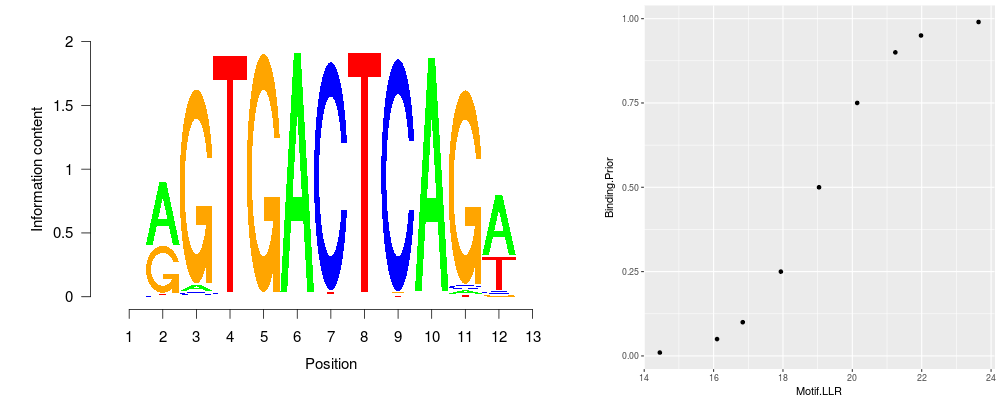 2
1.5
1
0.5
0
Information content
AGTGACTCAGA
G T
1 2 3 4 5 6 7 8 9 10 11 12 13
Position
1.00
0.75
0.50
0.25
0.00
Binding.Prior
14 16 18 20 22 24
Motif.LLR